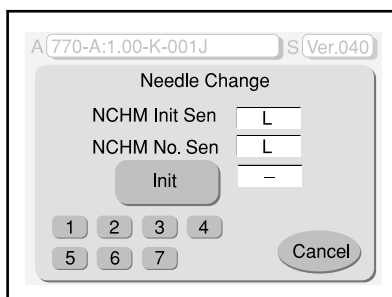 A 770-A:1.00-K-001J S Ver.040
Needle Change
NCHM Init Sen L
NCHM No. Sen L
Init –
1 2 3 4
5 6 7
Cancel